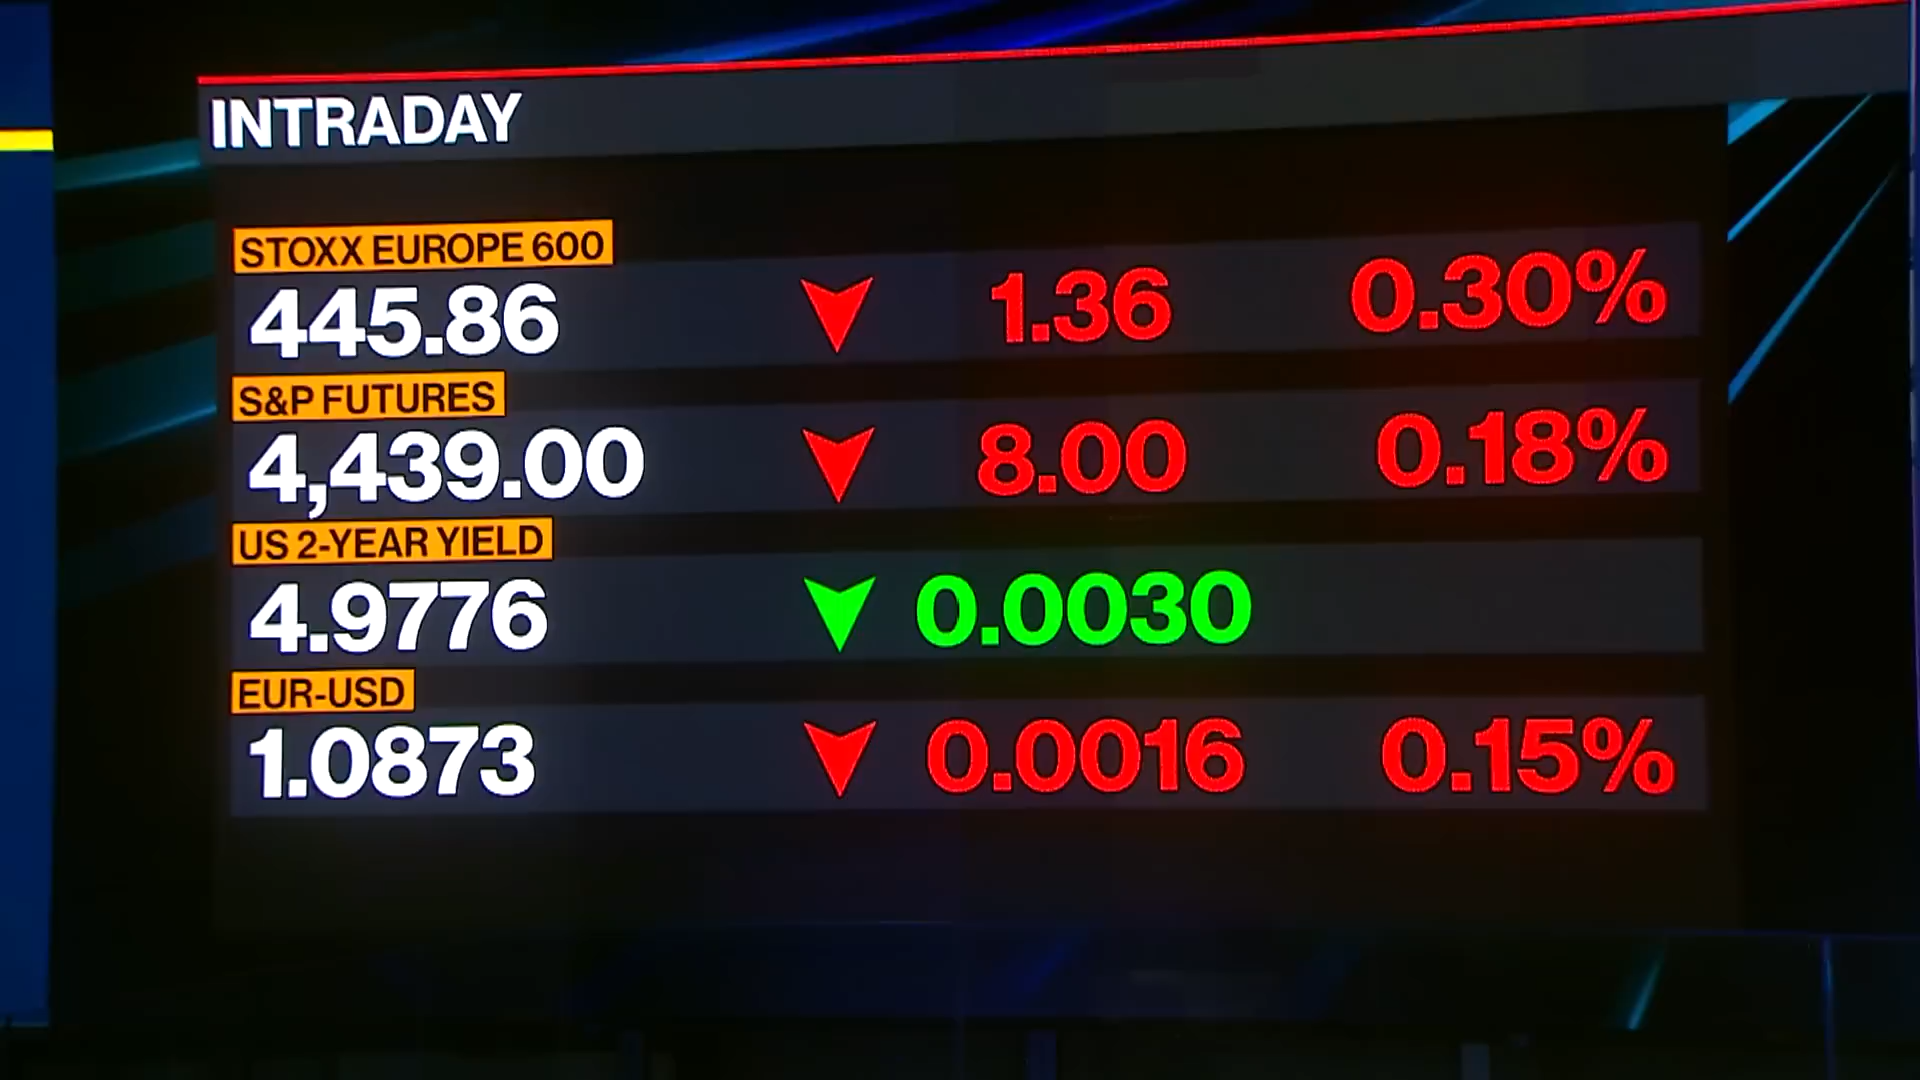 INTRADAY
STOXX EUROPE 600
445.86 1.36 0.30%
S&P FUTURES
4,439.00 8.00 0.18%
US 2-YEAR YIELD
4.9776 0.0030
EUR-USD
1.0873 0.0016 0.15%